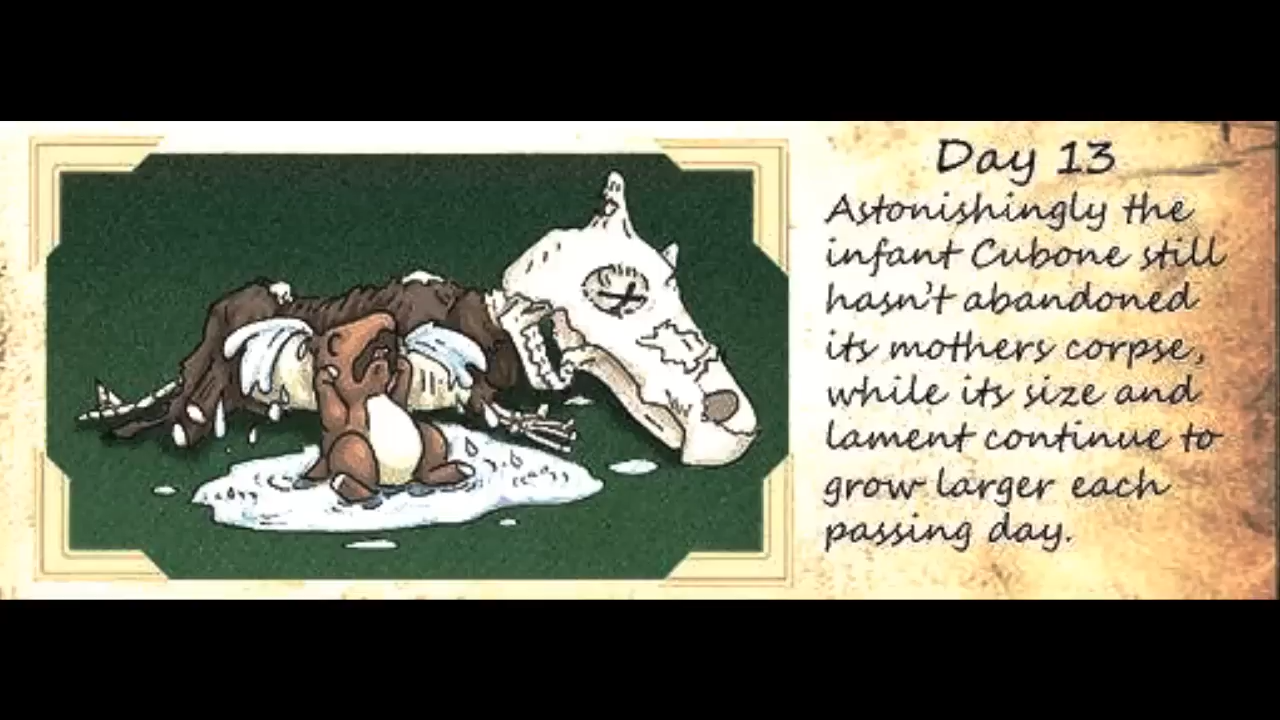 Day 13
Astonishingly the
infant Cubone still
hasn't abandoned
its mothers corpse,
while its size and
lament continue to
grow larger each
passing day.